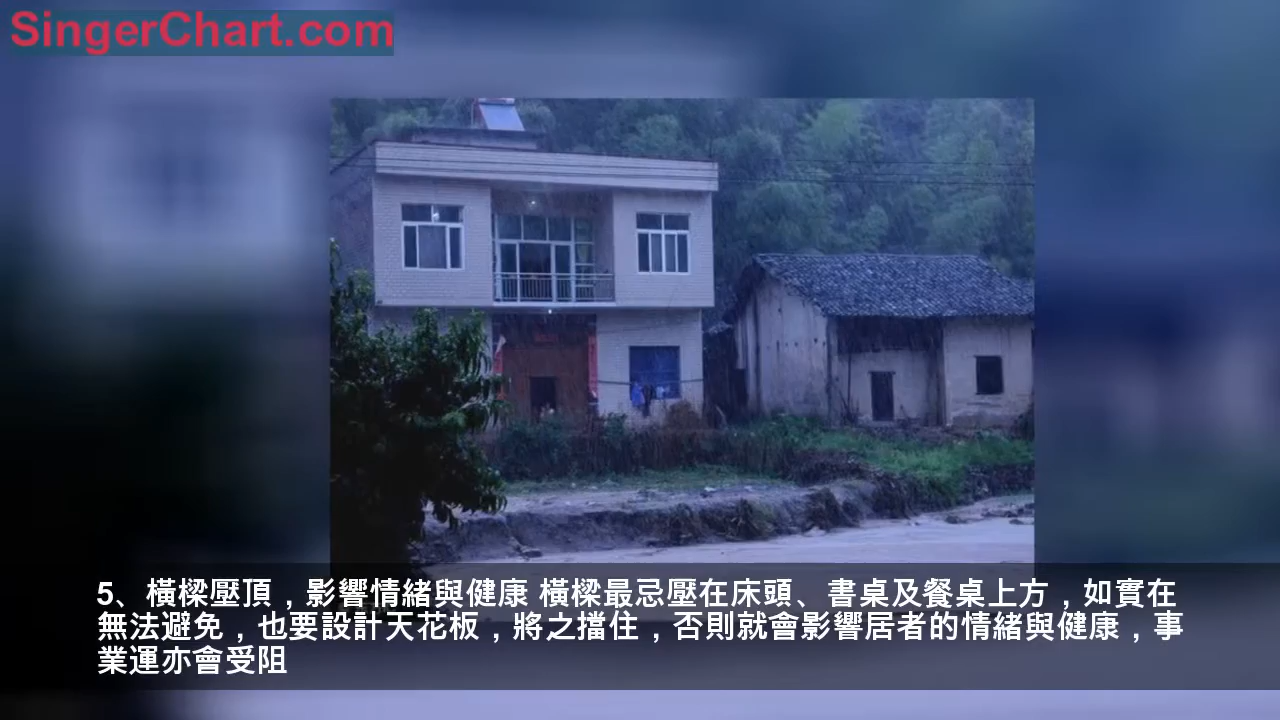 SingerChart.com
5、橫樑壓頂，影響情緒與健康 橫樑最忌壓在床頭、書桌及餐桌上方，如實在
無法避免，也要設計天花板，將之擋住，否則就會影響居者的情緒與健康，事
業運亦會受阻